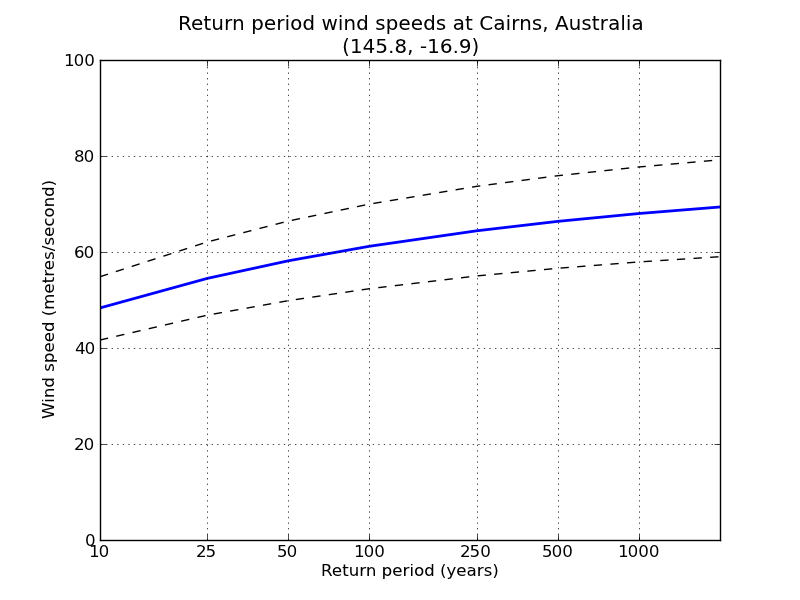 Return period wind speeds at Cairns, Australia
(145.8, -16.9)
100
80
60
40
20
0
Wind speed (metres/second)
10 25 50 100 250 500 1000
Return period (years)